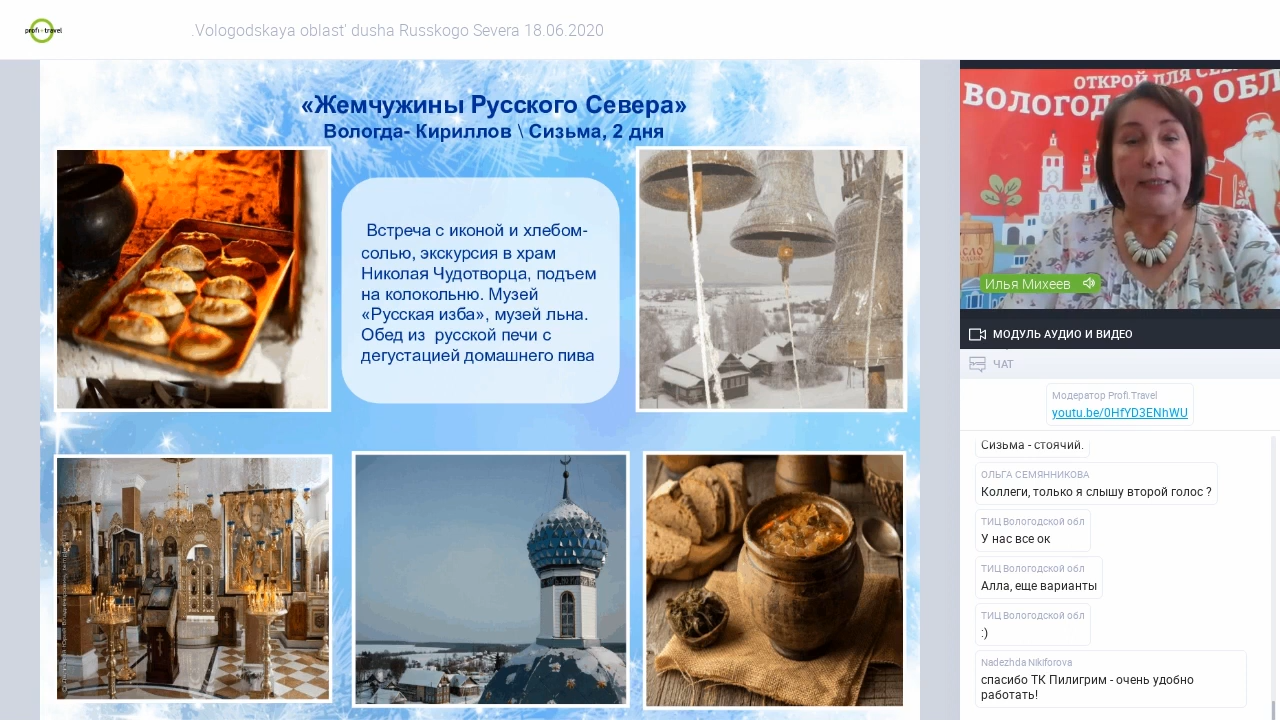 profi travel
.Vologodskaya oblast' dusha Russkogo Severa 18.06.2020
«Жемчужины Русского Севера»
Вологда- Кириллов \ Сизьма, 2 дня
Встреча с иконой и хлебом-
солью, экскурсия в храм
Николая Чудотворца, подъем
на колокольню. Музей
«Русская изба», музей льна.
Обед из русской печи с
дегустацией домашнего пива
ОТКРОЙ ДЛЯ
Илья Михеев
МОДУЛЬ АУДИО И ВИДЕО
ЧАТ
Модератор Profi.Travel
youtu.be/0HfYD3ENhWU
Сизьма - стоячий.
ОЛЬГА СЕМЯННИКОВА
Коллеги, только я слышу второй голос ?
ТИЦ Вологодской обл
У нас все ок
ТИЦ Вологодской обл
Алла, еще варианты
ТИЦ Вологодской обл
:)
Nadezhda Nikiforova
спасибо ТК Пилигрим - очень удобно
работать!